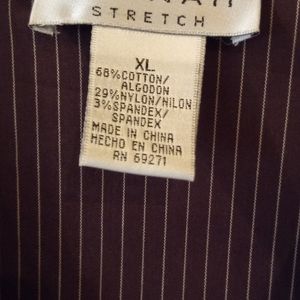 STRETCH
XL
68%COTTON/
ALGODON
29%NYLON/NILON
3%SPANDEX/
SPANDEX
MADE IN CHINA
HECHO EN CHINA
RN 69271